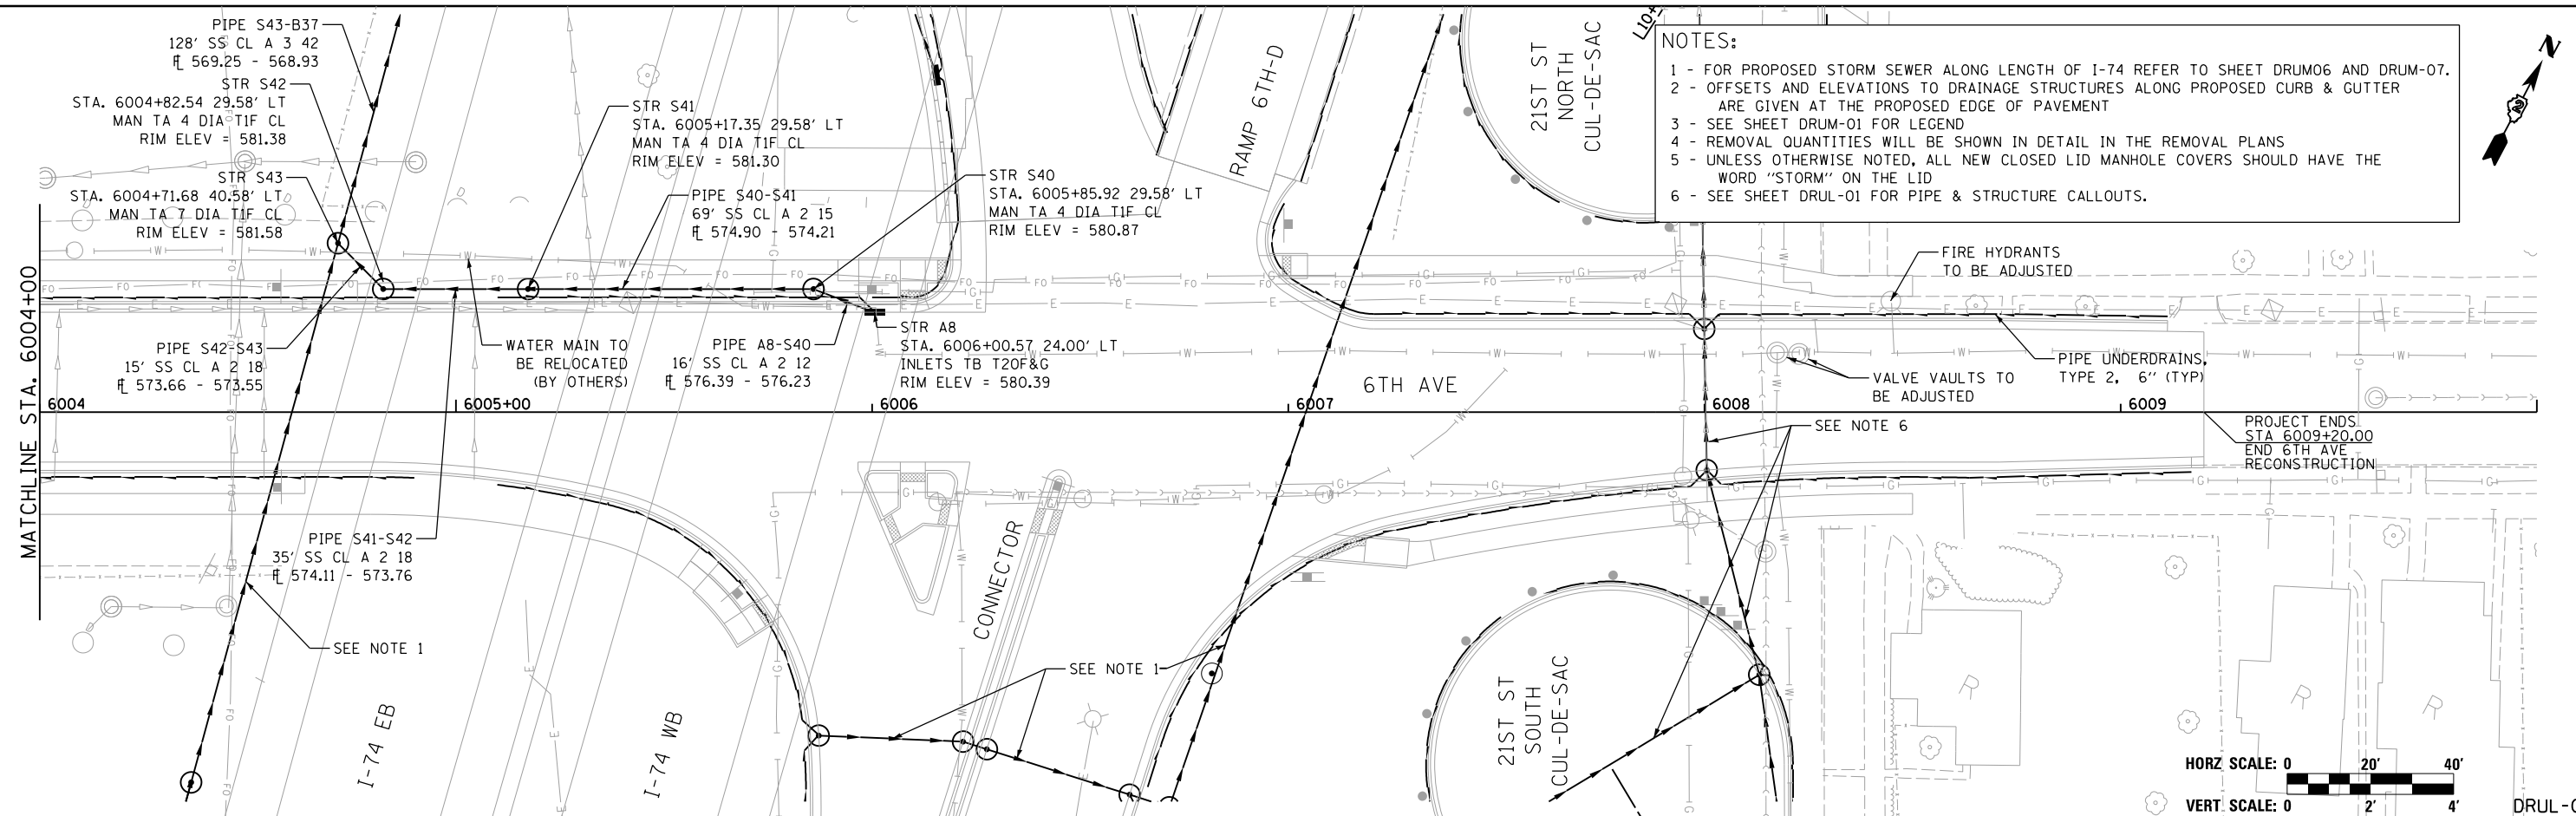 PIPE S43-B37
128' SS CL A 3 42
FL 569.25 - 568.93
STR S42
STA. 6004+82.54 29.58' LT
MAN TA 4 DIA T1F CL
RIM ELEV = 581.38
STR S43
STA. 6004+71.68 40.58' LT
MAN TA 7 DIA T1F CL
RIM ELEV = 581.58
STR S41
STA. 6005+17.35 29.58' LT
MAN TA 4 DIA T1F CL
RIM ELEV = 581.30
PIPE S40-S41
69' SS CL A 2 15
FL 574.90 - 574.21
STR S40
STA. 6005+85.92 29.58' LT
MAN TA 4 DIA T1F CL
RIM ELEV = 580.87
RAMP 6TH-D
21ST ST
NORTH
CUL-DE-SAC
NOTES:
1 - FOR PROPOSED STORM SEWER ALONG LENGTH OF I-74 REFER TO SHEET DRUM06 AND DRUM-07.
2 - OFFSETS AND ELEVATIONS TO DRAINAGE STRUCTURES ALONG PROPOSED CURB & GUTTER
ARE GIVEN AT THE PROPOSED EDGE OF PAVEMENT
3 - SEE SHEET DRUM-01 FOR LEGEND
4 - REMOVAL QUANTITIES WILL BE SHOWN IN DETAIL IN THE REMOVAL PLANS
5 - UNLESS OTHERWISE NOTED, ALL NEW CLOSED LID MANHOLE COVERS SHOULD HAVE THE
WORD "STORM" ON THE LID
6 - SEE SHEET DRUL-01 FOR PIPE & STRUCTURE CALLOUTS.
N
FIRE HYDRANTS
TO BE ADJUSTED
MATCHLINE STA. 6004+00
PIPE S42-S43
15' SS CL A 2 18
FL 573.66 - 573.55
WATER MAIN TO
BE RELOCATED
(BY OTHERS)
PIPE A8-S40
16' SS CL A 2 12
FL 576.39 - 576.23
STR A8
STA. 6006+00.57 24.00' LT
INLETS TB T20F&G
RIM ELEV = 580.39
6TH AVE
VALVE VAULTS TO
BE ADJUSTED
PIPE UNDERDRAINS,
TYPE 2, 6" (TYP)
6004
6005+00
6006
6007
6008
6009
SEE NOTE 6
PROJECT ENDS
STA 6009+20.00
END 6TH AVE
RECONSTRUCTION
PIPE S41-S42
35' SS CL A 2 18
FL 574.11 - 573.76
SEE NOTE 1
I-74 EB
I-74 WB
CONNECTOR
SEE NOTE 1
21ST ST
SOUTH
CUL-DE-SAC
R
R
R
HORZ SCALE: 0 20' 40'
VERT SCALE: 0 2' 4'